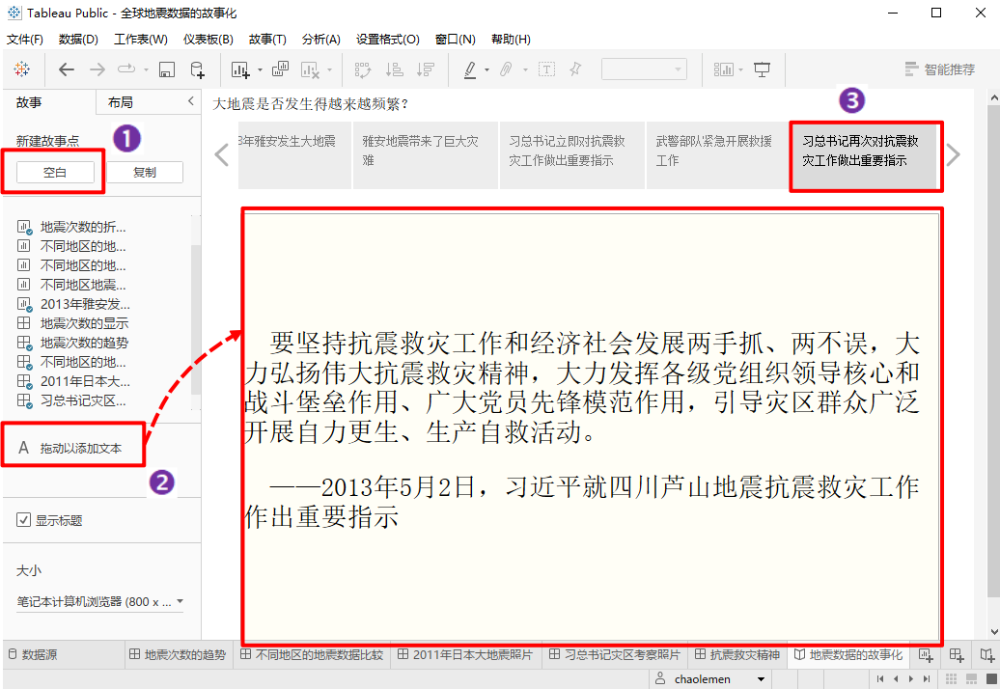 Tableau Public - 全球地震数据的故事化
文件(F) 数据(D) 工作表(W) 仪表板(B) 故事(T) 分析(A) 设置格式(O) 窗口(N) 帮助(H)
智能推荐
故事 布局
新建故事点
1
空白 复制
地震次数的折...
不同地区的地...
不同地区的地...
不同地区地震...
2013年雅安发...
地震次数的显示
地震次数的趋势
不同地区的地...
2011年日本大...
习总书记灾区...
A 拖动以添加文本
2
显示标题
大小
笔记本计算机浏览器 (800 x ...
大地震是否发生得越来越频繁?
3
3年雅安发生大地震
雅安地震带来了巨大灾
难
习总书记立即对抗震救
灾工作做出重要指示
武警部队紧急开展救援
工作
习总书记再次对抗震救
灾工作做出重要指示
要坚持抗震救灾工作和经济社会发展两手抓、两不误，大
力弘扬伟大抗震救灾精神，大力发挥各级党组织领导核心和
战斗堡垒作用、广大党员先锋模范作用，引导灾区群众广泛
开展自力更生、生产自救活动。
——2013年5月2日，习近平就四川芦山地震抗震救灾工作
作出重要指示
数据源 地震次数的趋势 不同地区的地震数据比较 2011年日本大地震照片 习总书记灾区考察照片 抗震救灾精神 地震数据的故事化
chaolemen